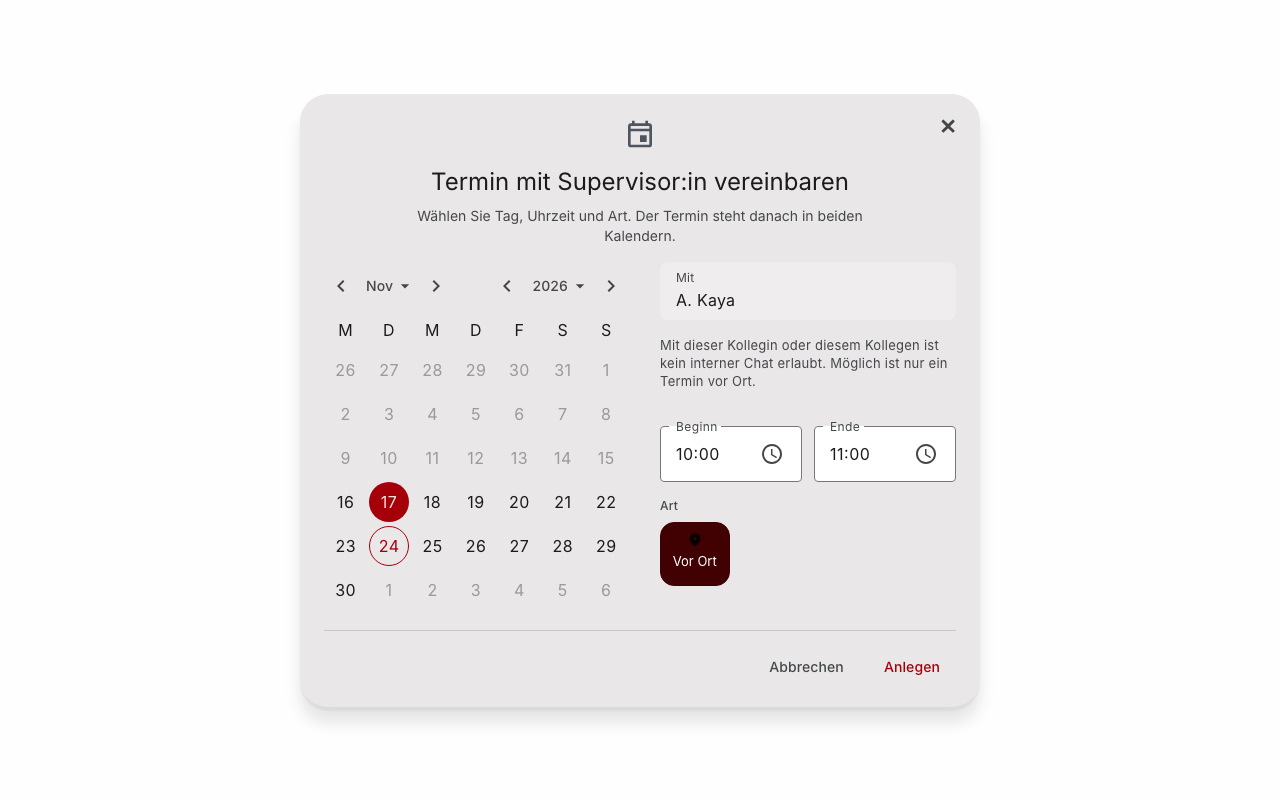 Termin mit Supervisor:in vereinbaren
Wählen Sie Tag, Uhrzeit und Art. Der Termin steht danach in beiden
Kalendern.
Nov 2026
M D M D F S S
26 27 28 29 30 31 1
2 3 4 5 6 7 8
9 10 11 12 13 14 15
16 17 18 19 20 21 22
23 24 25 26 27 28 29
30 1 2 3 4 5 6
Mit
A. Kaya
Mit dieser Kollegin oder diesem Kollegen ist
kein interner Chat erlaubt. Möglich ist nur ein
Termin vor Ort.
Beginn Ende
10:00 11:00
Art
Vor Ort
Abbrechen Anlegen